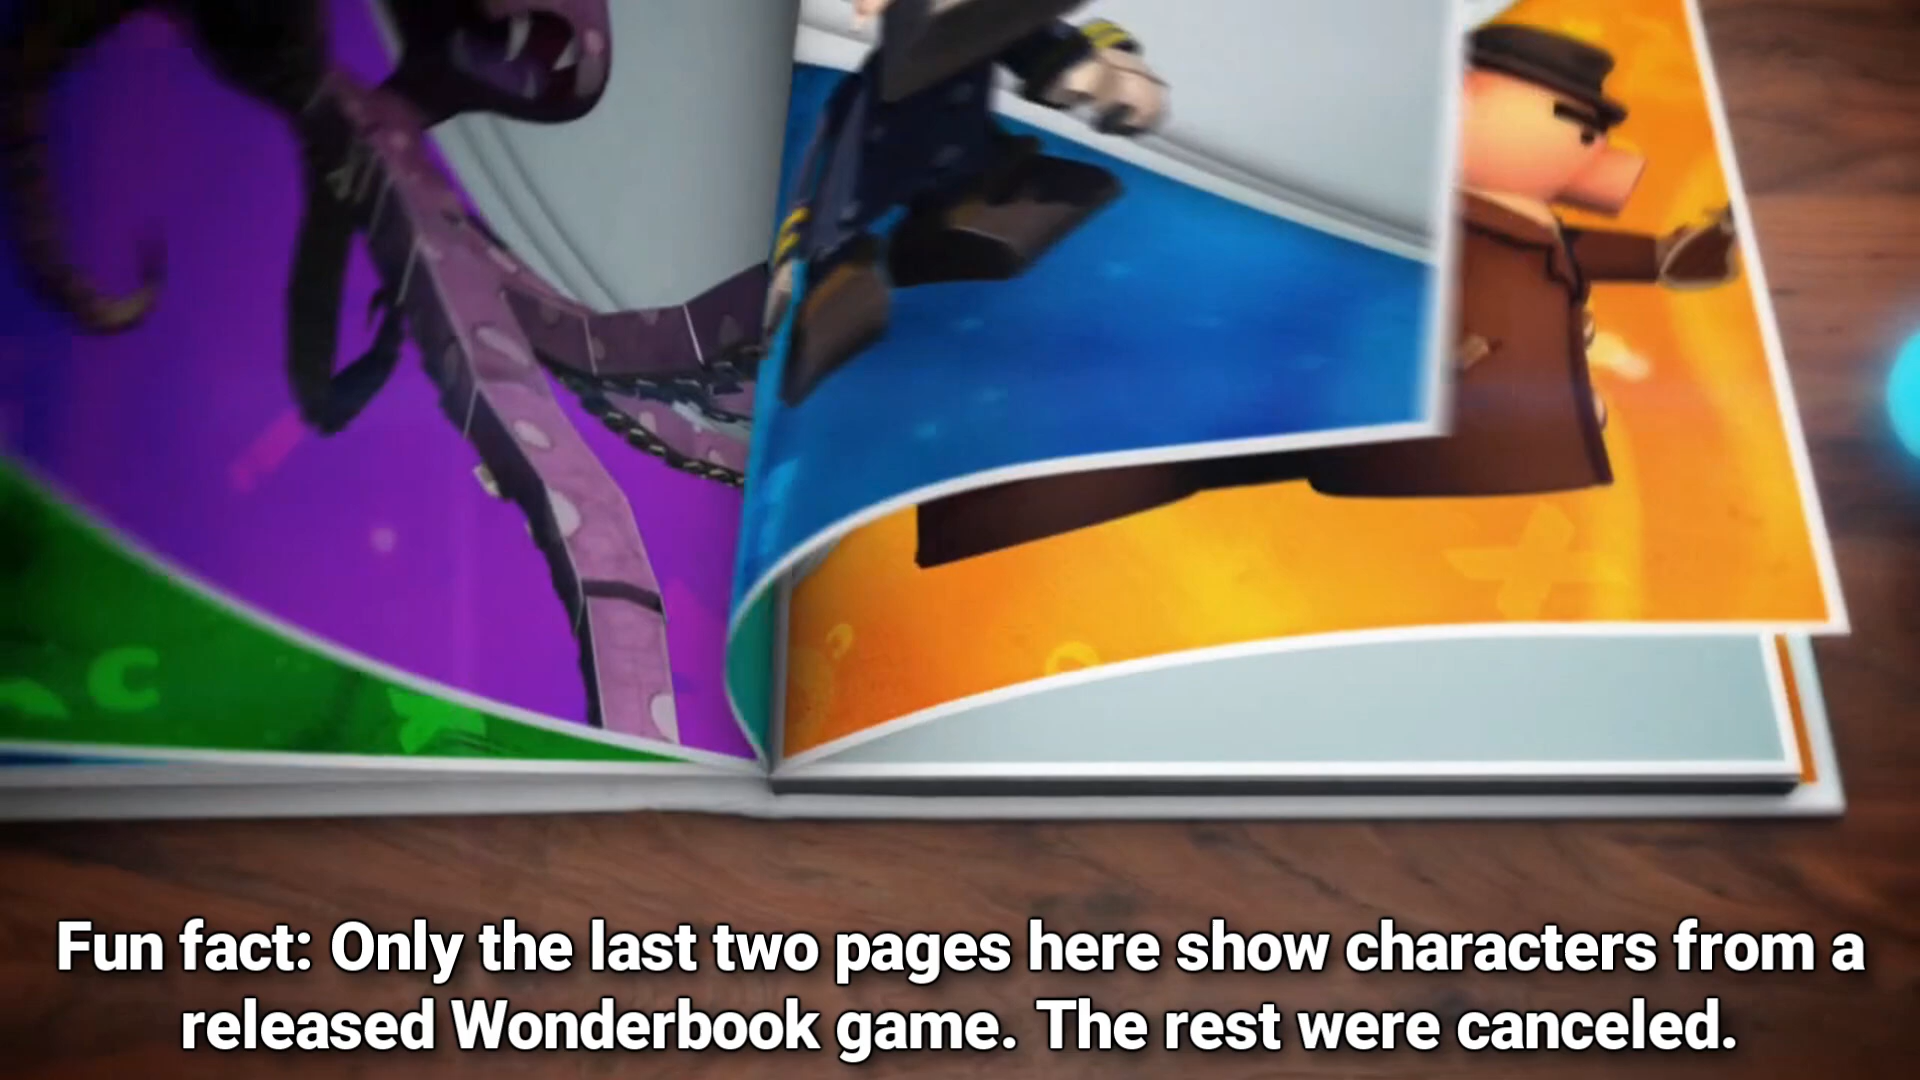 Fun fact: Only the last two pages here show characters from a
released Wonderbook game. The rest were canceled.